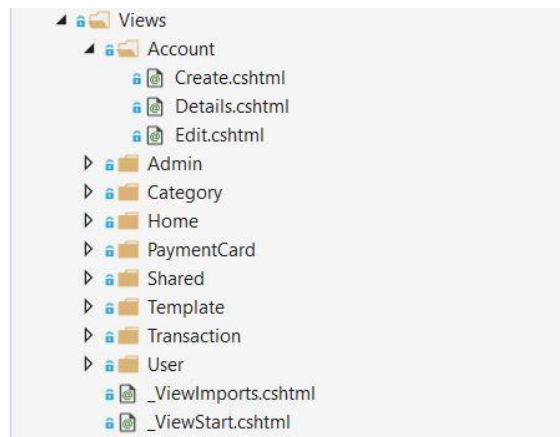 Views
Account
Create.cshtml
Details.cshtml
Edit.cshtml
Admin
Category
Home
PaymentCard
Shared
Template
Transaction
User
_ViewImports.cshtml
_ViewStart.cshtml